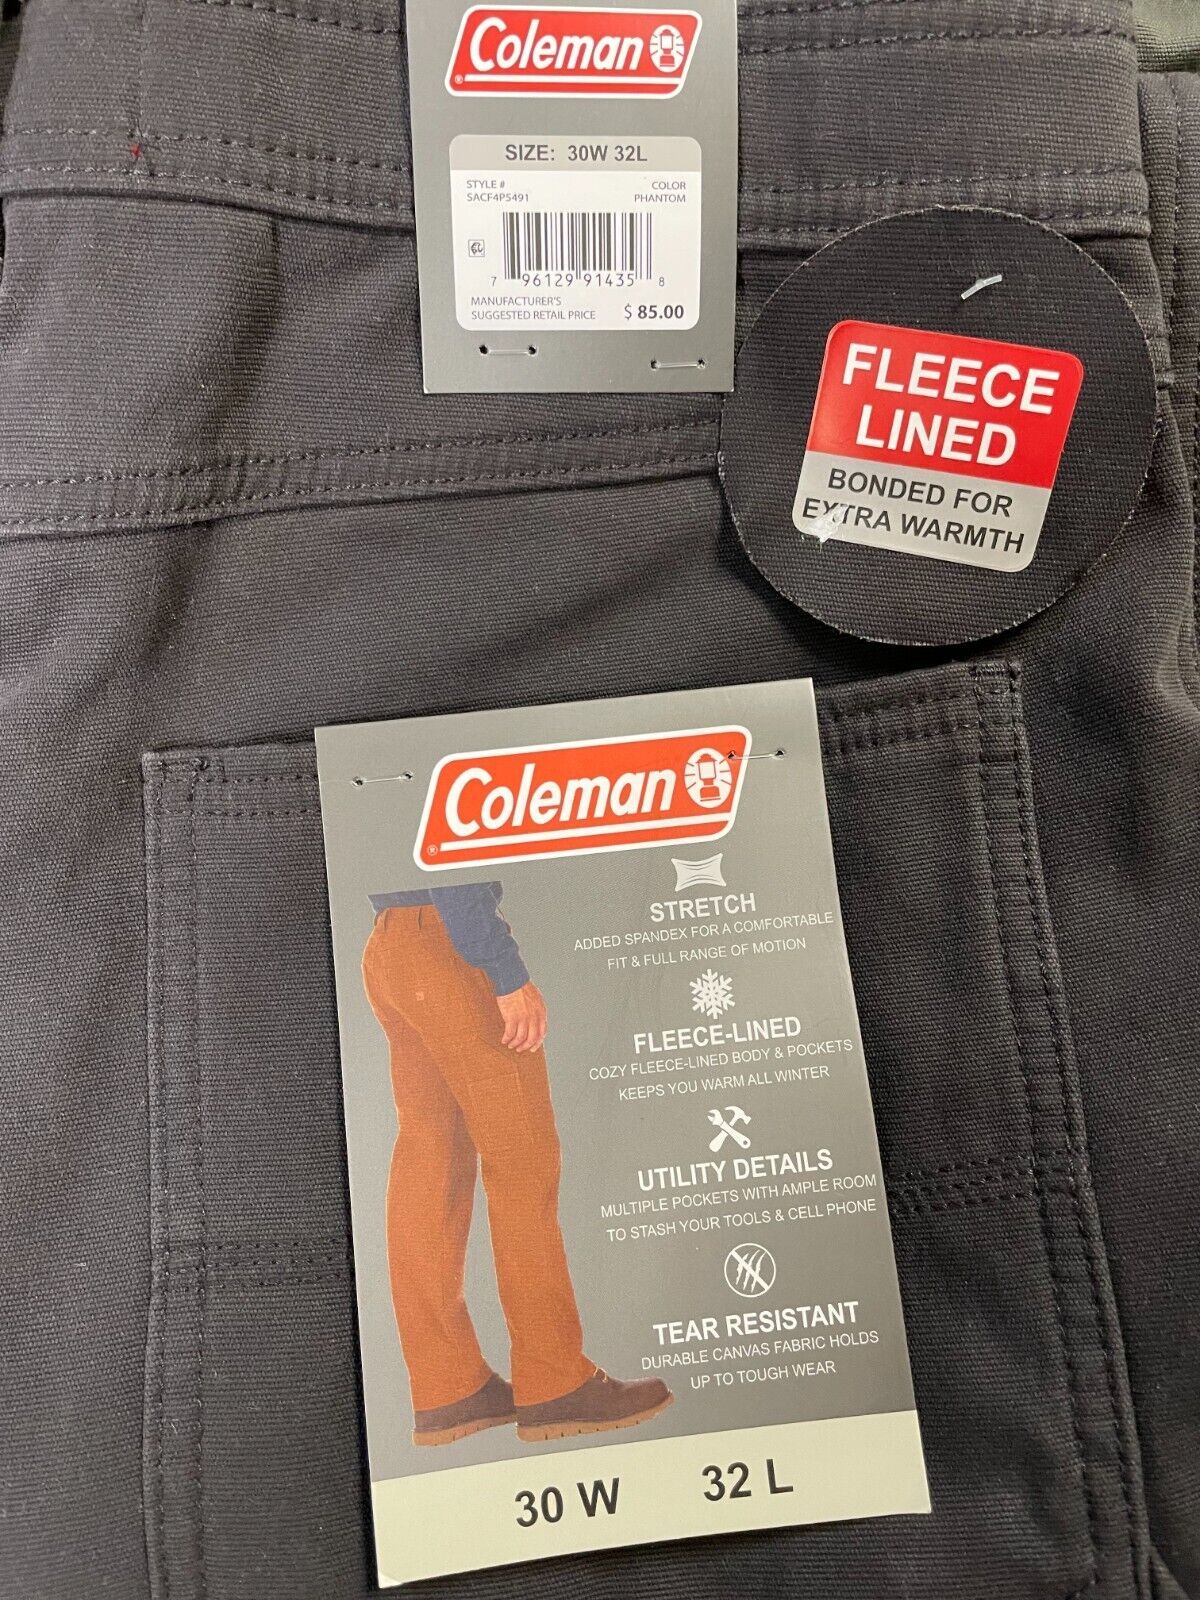 Coleman
®
SIZE: 30W 32L
STYLE # COLOR
SACF4P5491 PHANTOM
7 96129 91435 8
MANUFACTURER'S
SUGGESTED RETAIL PRICE $ 85.00
FLEECE
LINED
BONDED FOR
EXTRA WARMTH
Coleman
®
STRETCH
ADDED SPANDEX FOR A COMFORTABLE
FIT & FULL RANGE OF MOTION
FLEECE-LINED
COZY FLEECE-LINED BODY & POCKETS
KEEPS YOU WARM ALL WINTER
UTILITY DETAILS
MULTIPLE POCKETS WITH AMPLE ROOM
TO STASH YOUR TOOLS & CELL PHONE
TEAR RESISTANT
DURABLE CANVAS FABRIC HOLDS
UP TO TOUGH WEAR
30 W 32 L